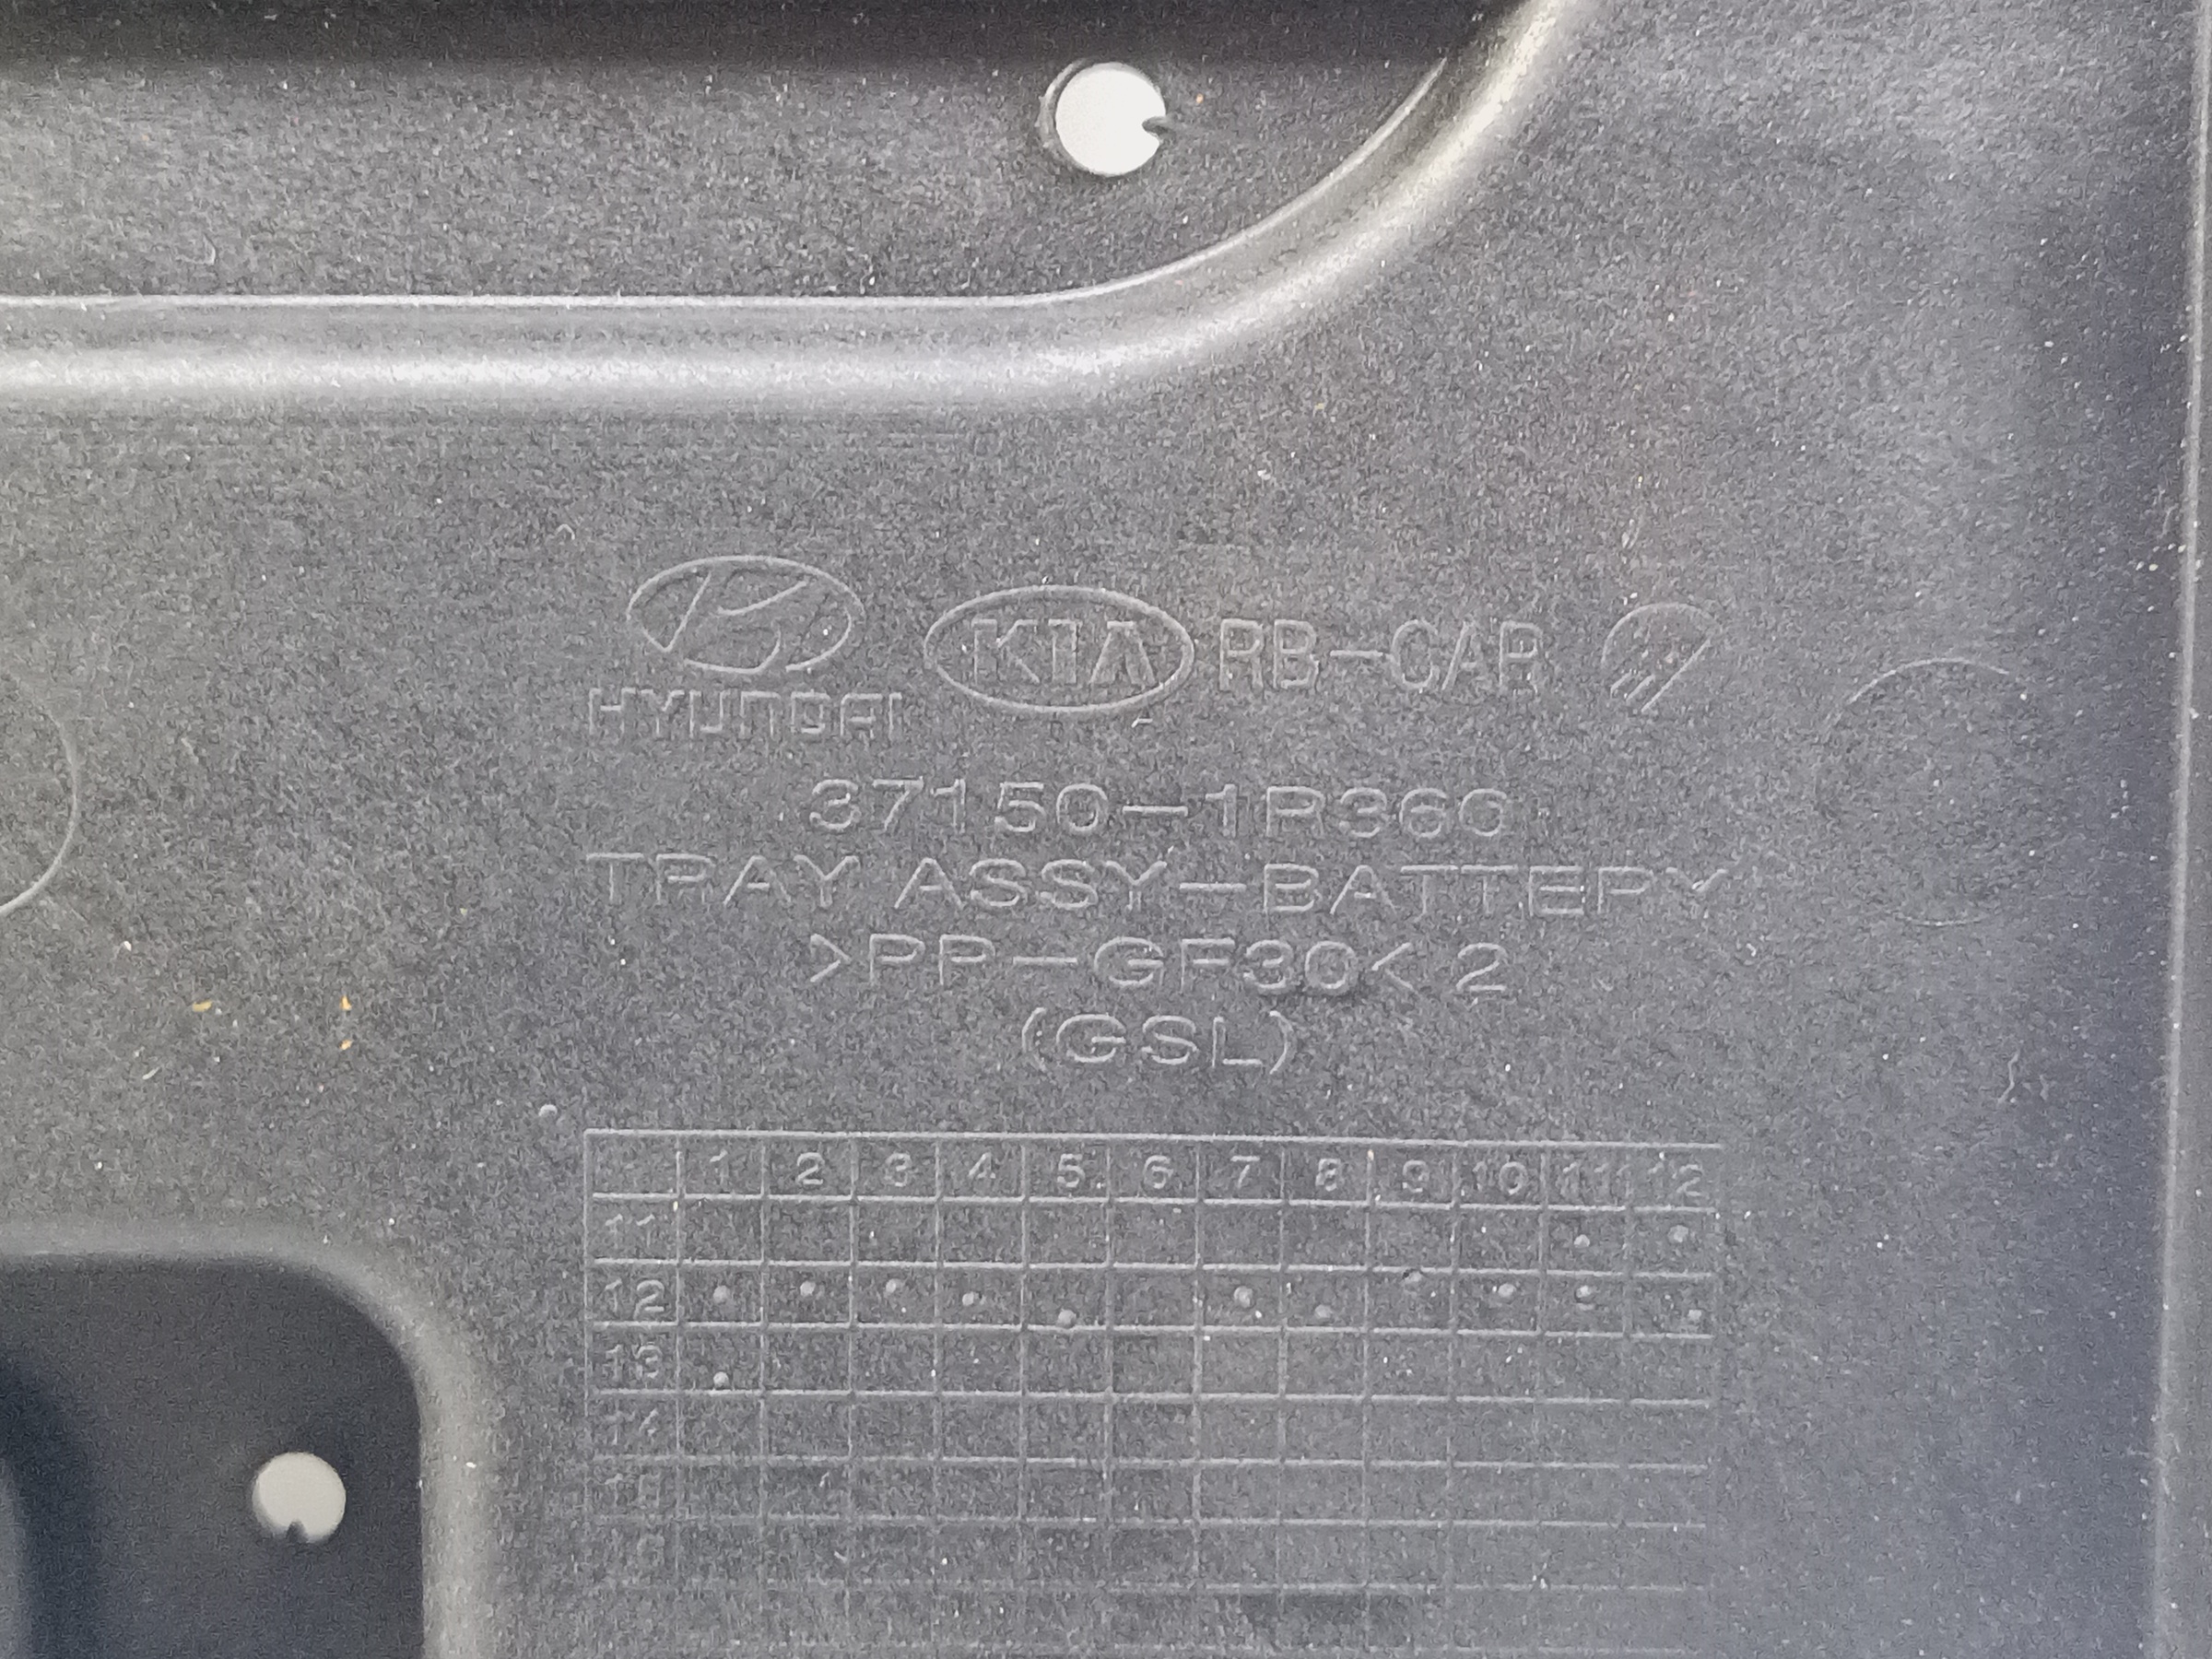 HYUNDAI KIA RB-CAR
37150-1R360
TRAY ASSY-BATTERY
>PP-GF30< 2
(GSL)
1 2 3 4 5 6 7 8 9 10 11 12
11
12
13
14